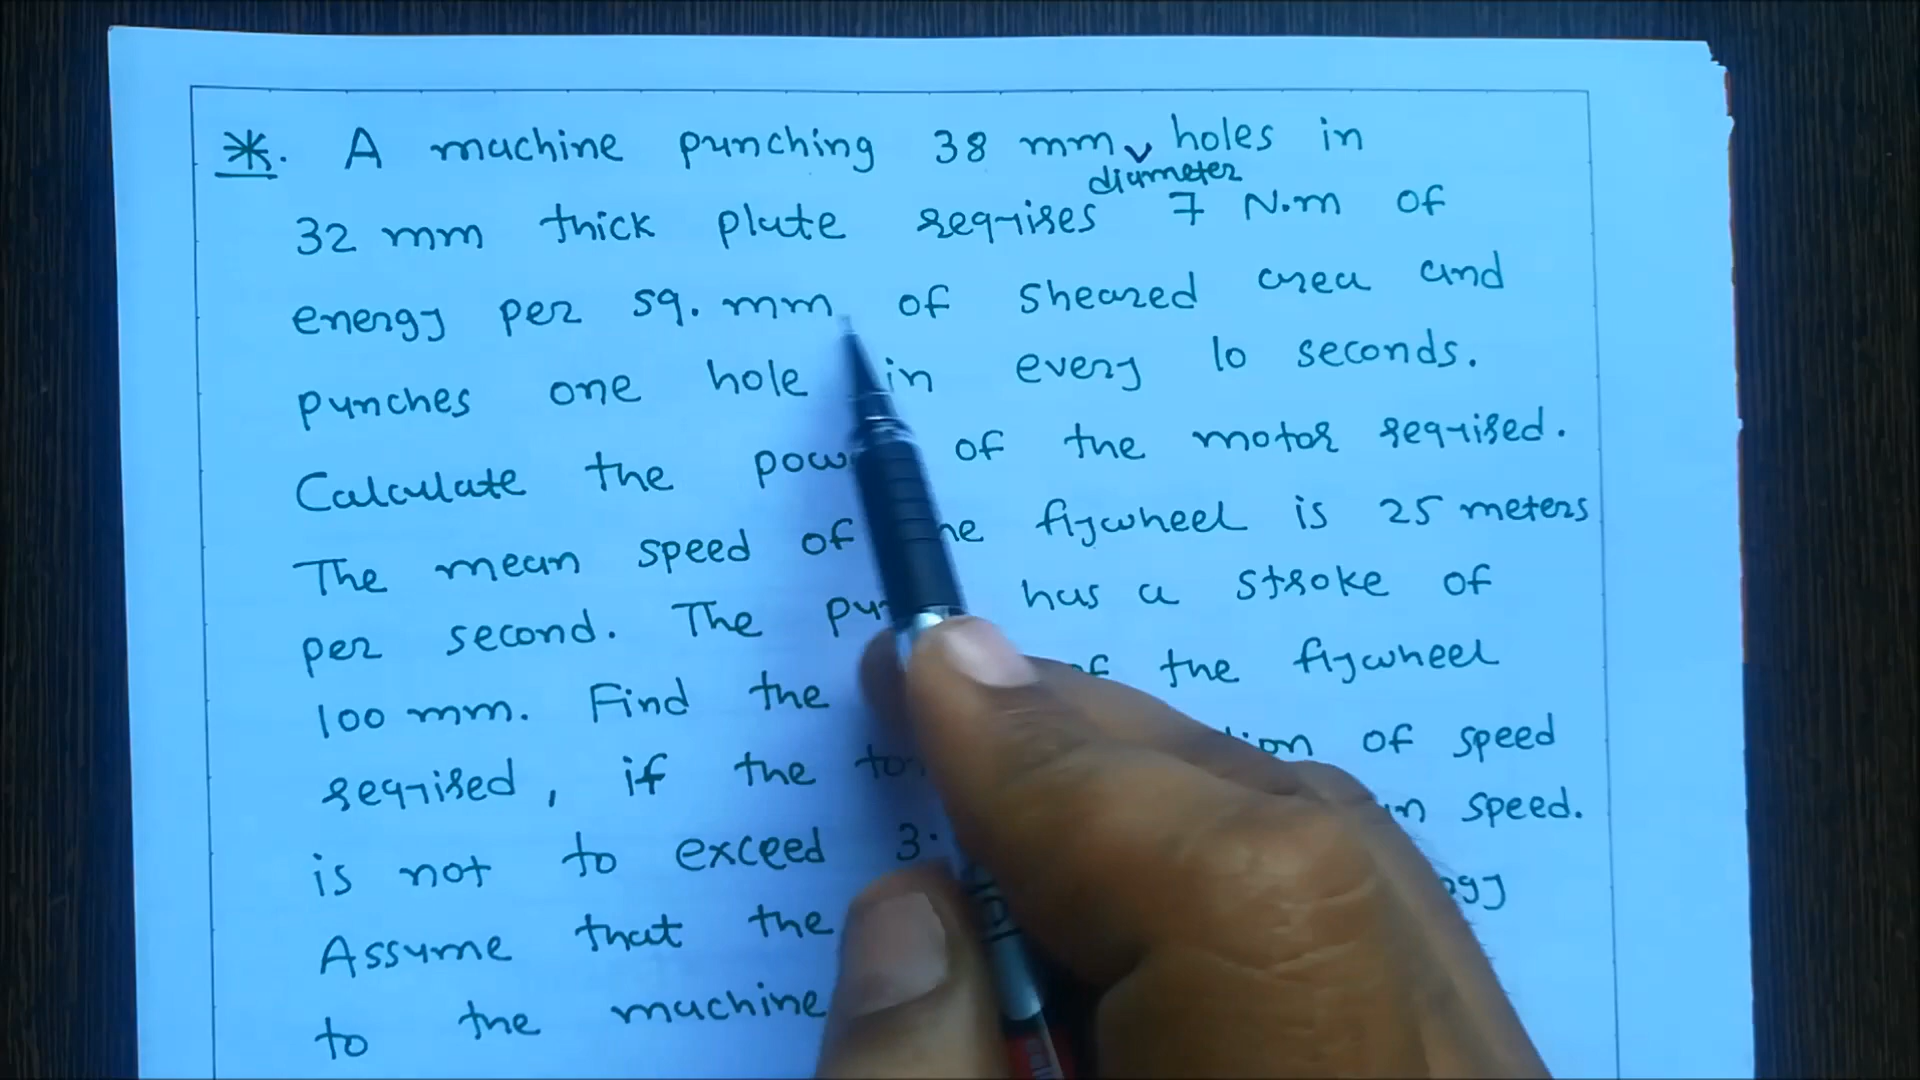 *. A machine punching 38 mm diameter holes in
32 mm thick plate requires 7 N.m of
energy per sq. mm of sheared area and
punches one hole in every 10 seconds.
Calculate the of the motor required.
The mean speed of flywheel is 25 meters
per second. The has a stroke of
100 mm. Find the the flywheel
required, if the of speed
is not to exceed 3. speed.
Assume that the
to the machine